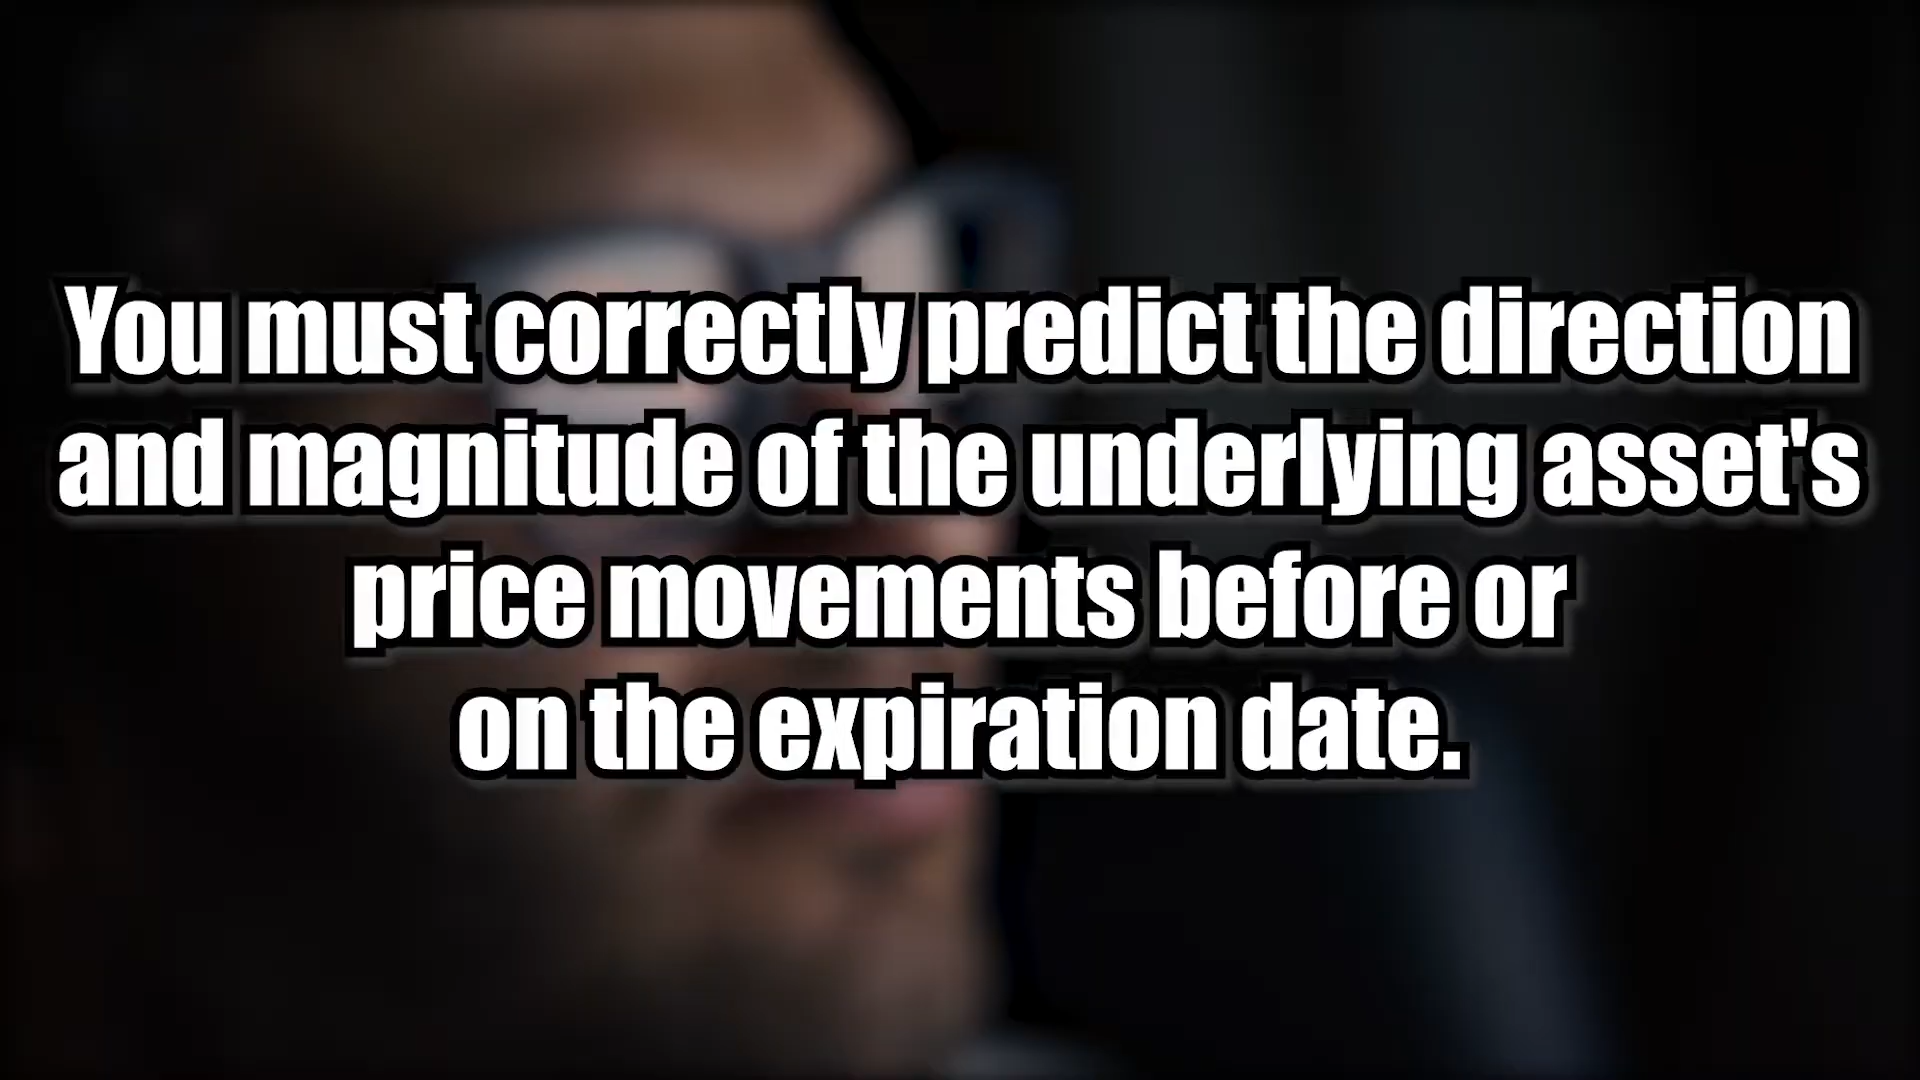 You must correctly predict the direction
and magnitude of the underlying asset's
price movements before or
on the expiration date.